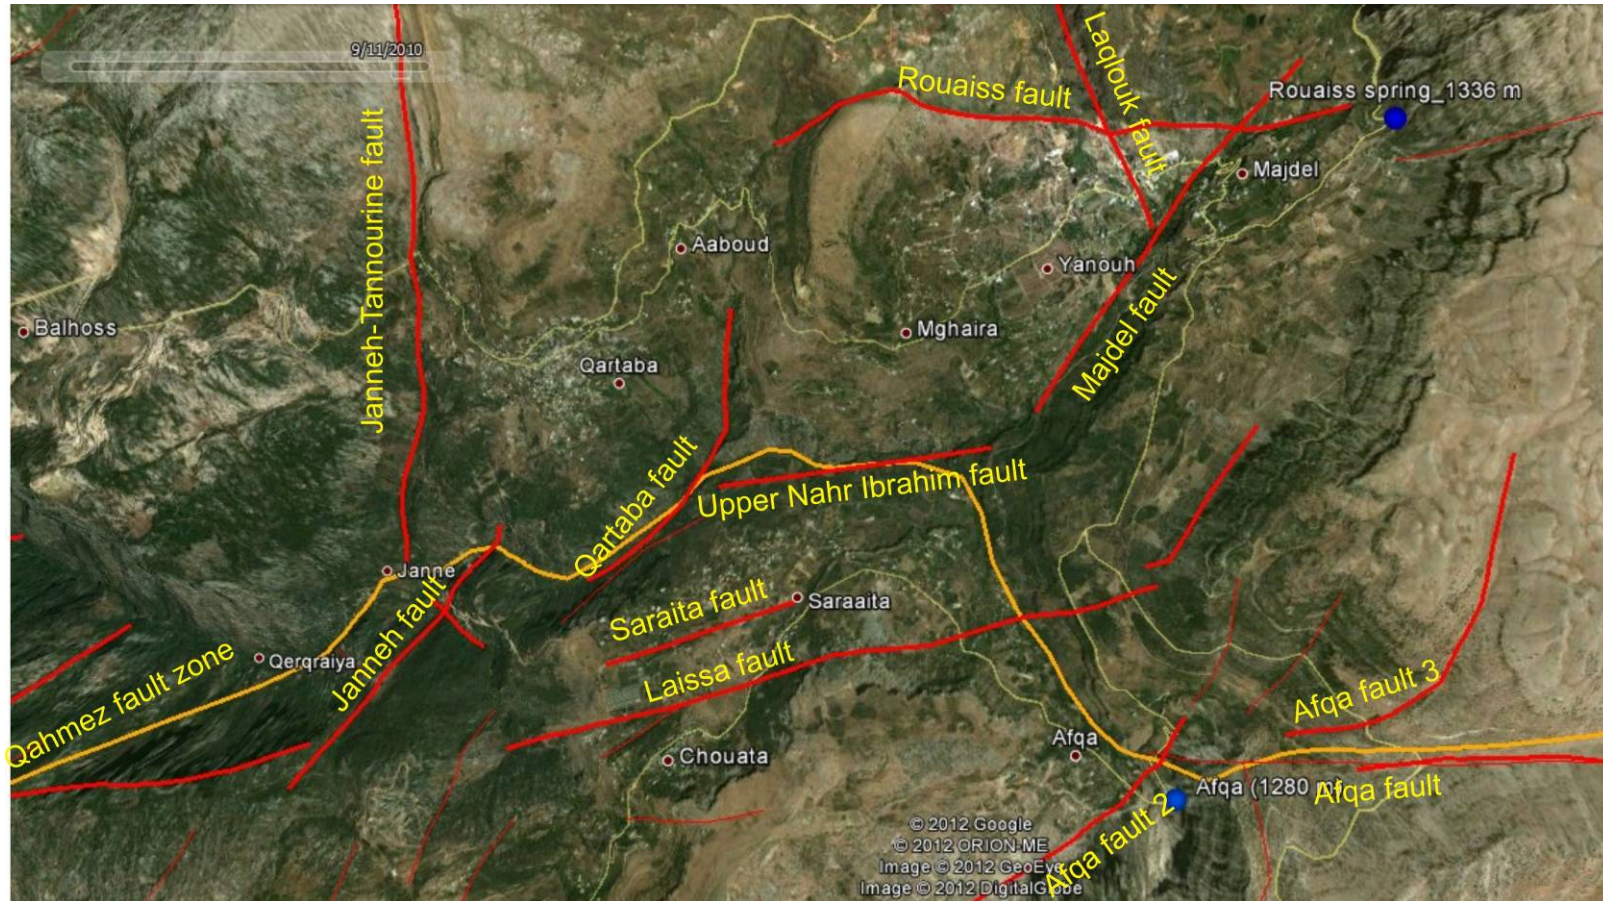 9/11/2010
Laqlouk fault
Rouaiss fault
Rouaiss spring_1336 m
Janneh-Tannourine fault
Majdel
Aaboud
Yanouh
Balhoss
Mghaira
Majdel fault
Qartaba
Qartaba fault
Upper Nahr Ibrahim fault
Janne
Janneh fault
Saraita fault
Saraaita
Qerqraiya
Qahmez fault zone
Laissa fault
Afqa fault 3
Chouata
Afqa
Afqa (1280 m)
Afqa fault
Afqa fault 2
© 2012 Google
© 2012 ORION-ME
Image © 2012 GeoEye
Image © 2012 DigitalGlobe